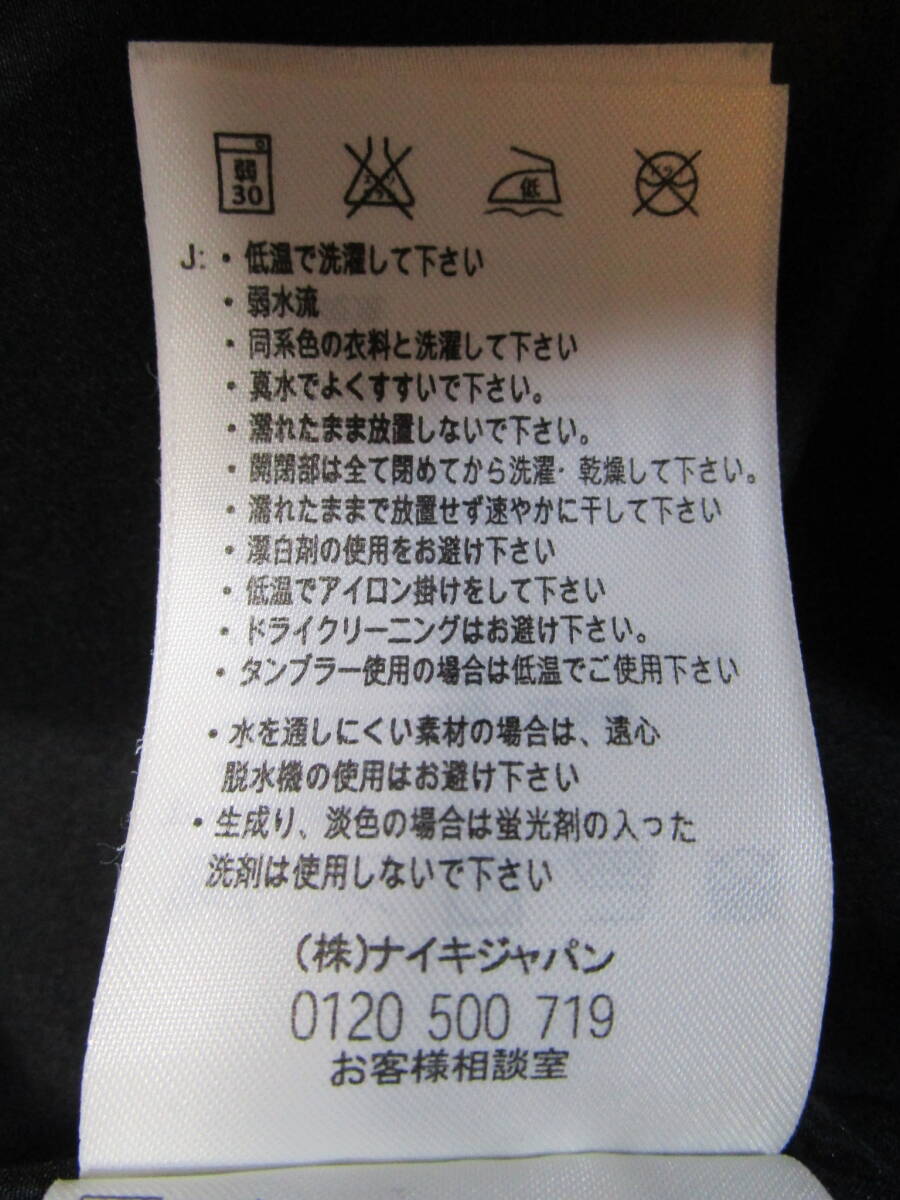 弱
30
低
J: ・低温で洗濯して下さい
・弱水流
・同系色の衣料と洗濯して下さい
・真水でよくすすいで下さい。
・濡れたまま放置しないで下さい。
・開閉部は全て閉めてから洗濯・乾燥して下さい。
・濡れたままで放置せず速やかに干して下さい
・漂白剤の使用をお避け下さい
・低温でアイロン掛けをして下さい
・ドライクリーニングはお避け下さい。
・タンブラー使用の場合は低温でご使用下さい
・水を通しにくい素材の場合は、遠心
脱水機の使用はお避け下さい
・生成り、淡色の場合は蛍光剤の入った
洗剤は使用しないで下さい
(株)ナイキジャパン
0120 500 719
お客様相談室